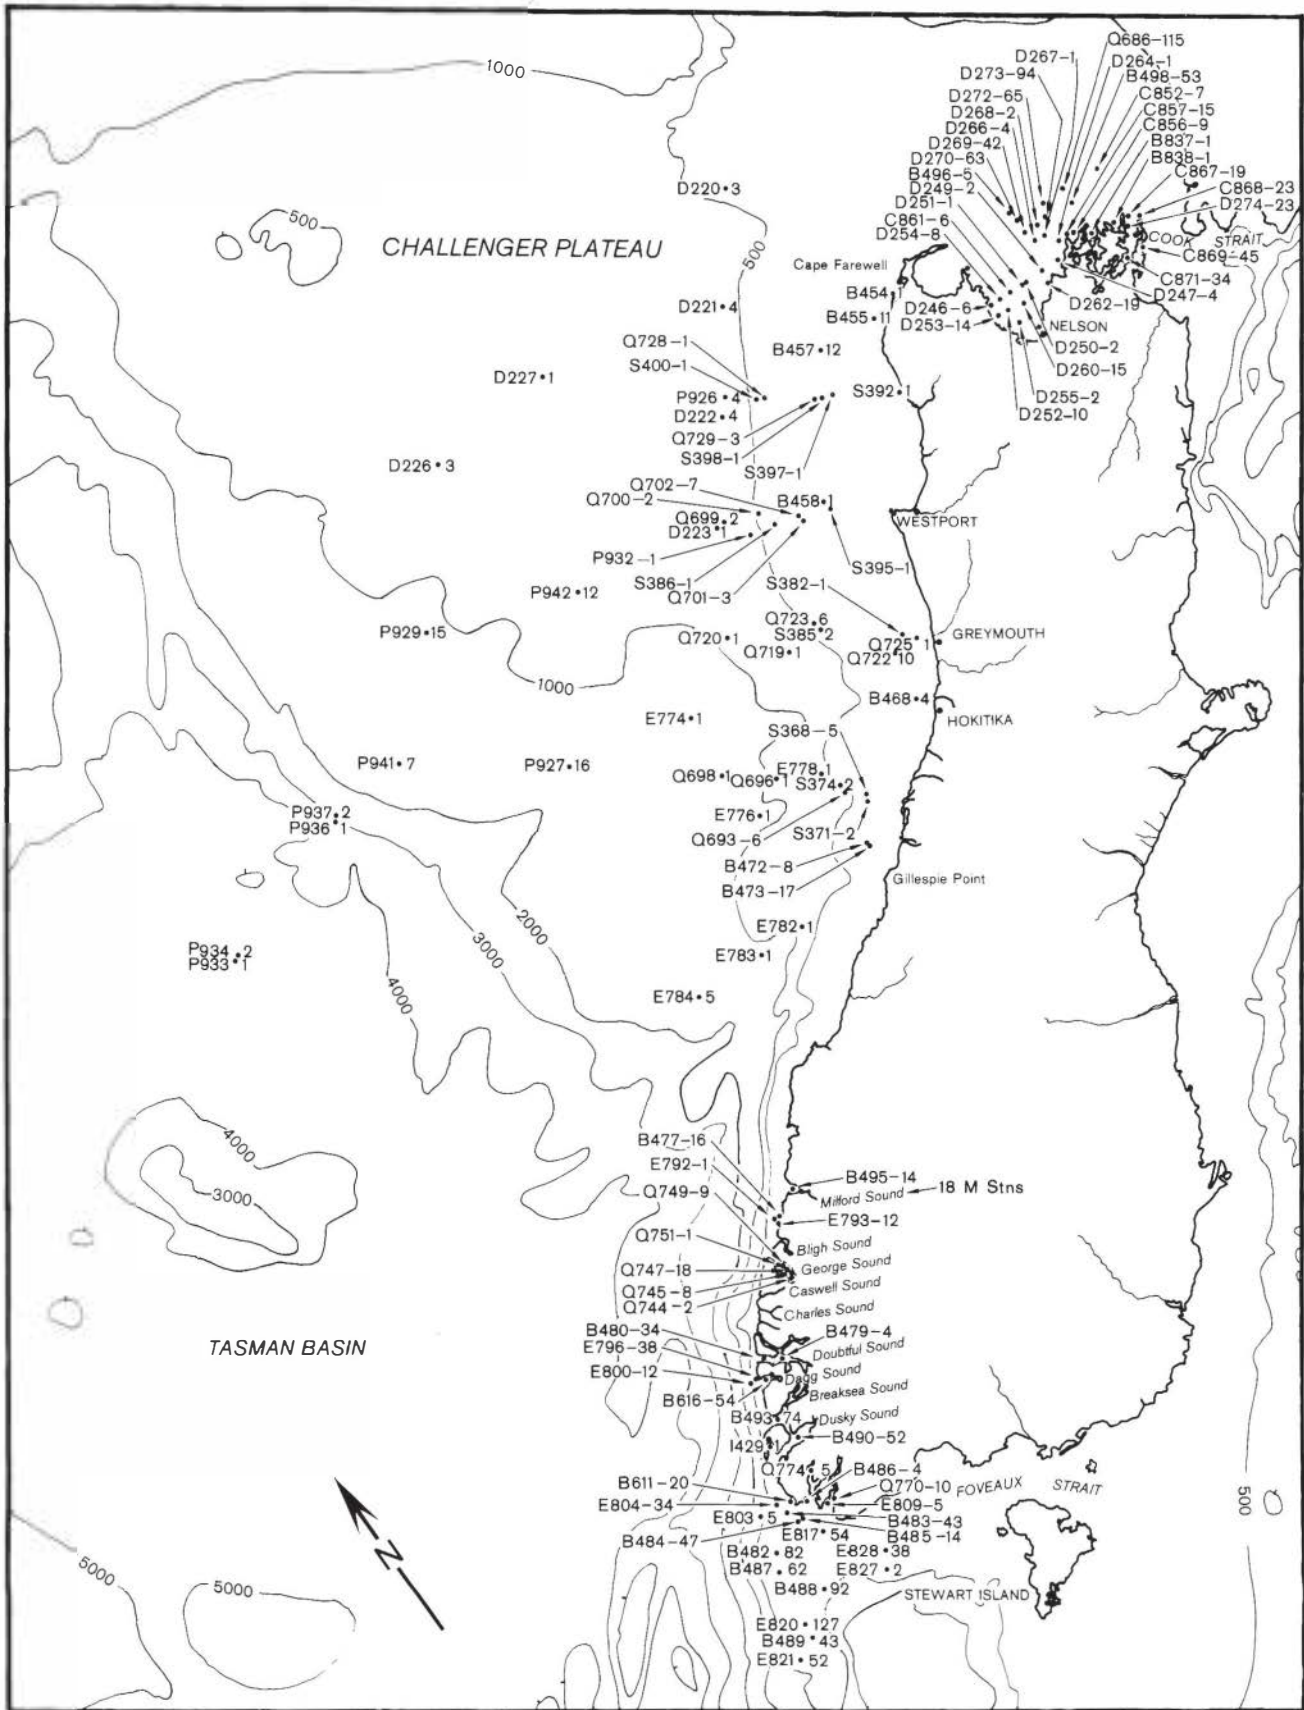 1000
Q686-115
D267-1
D264-1
D273-94
B498-53
D272-65
C852-7
D268-2
C857-15
D266-4
C856-9
D269-42
B837-1
D270-63
B838-1
B496-5
C867-19
D249-2
C868-23
D251-1
D274-23
C861-6
D254-8
COOK STRAIT
C869-45
C871-34
D247-4
D262-19
D220•3
500
500
CHALLENGER PLATEAU
Cape Farewell
B454•1
D246-6
B455•11
D253-14
NELSON
D221•4
D250-2
D260-15
D255-2
D252-10
Q728-1
B457•12
S400-1
D227•1
P926•4
S392•1
D222•4
Q729-3
S398-1
S397-1
D226•3
Q702-7
Q700-2
B458•1
Q699•2
D223•1
WESTPORT
P932-1
S395-1
S386-1
S382-1
Q701-3
P942•12
P929•15
Q723•6
S385•2
Q720•1
Q719•1
Q725•1
Q722•10
GREYMOUTH
1000
B468•4
HOKITIKA
E774•1
S368-5
P941•7
P927•16
Q698•1
Q696•1
E778•1
S374•2
P937•2
P936•1
E776•1
S371-2
Q693-6
B472-8
B473-17
Gillespie Point
2000
3000
4000
E782•1
E783•1
P934•2
P933•1
E784•5
4000
3000
B477-16
E792-1
B495-14
Q749-9
Milford Sound
18 M Stns
E793-12
Q751-1
Bligh Sound
Q747-18
George Sound
Q745-8
Caswell Sound
Q744-2
Charles Sound
B480-34
B479-4
E796-38
Doubtful Sound
E800-12
Dagg Sound
B616-54
Breaksea Sound
TASMAN BASIN
B493•74
Dusky Sound
B490-52
I429•1
Q774•5
B486-4
B611-20
Q770-10
FOVEAUX STRAIT
E804-34
E809-5
E803•5
B483-43
B484-47
E817•54
B485-14
B482•82
E828•38
B487•62
E827•2
B488•92
STEWART ISLAND
500
E820•127
B489•43
E821•52
N
5000
5000